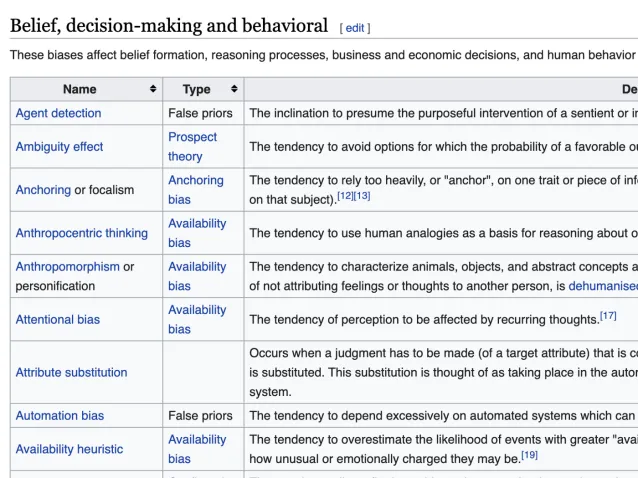 Belief, decision-making and behavioral [ edit ]
These biases affect belief formation, reasoning processes, business and economic decisions, and human behavior
Name Type
Agent detection False priors The inclination to presume the purposeful intervention of a sentient or
Ambiguity effect Prospect theory The tendency to avoid options for which the probability of a favorable
Anchoring or focalism Anchoring bias The tendency to rely too heavily, or "anchor", on one trait or piece of
on that subject).[12][13]
Anthropocentric thinking Availability bias The tendency to use human analogies as a basis for reasoning about
Anthropomorphism or personification Availability bias The tendency to characterize animals, objects, and abstract concepts
of not attributing feelings or thoughts to another person, is
Attentional bias Availability bias The tendency of perception to be affected by recurring thoughts.[17]
Attribute substitution Occurs when a judgment has to be made (of a target attribute) that is
is substituted. This substitution is thought of as taking place in the
system.
Automation bias False priors The tendency to depend excessively on automated systems which can
Availability heuristic Availability bias The tendency to overestimate the likelihood of events with greater
how unusual or emotionally charged they may be.[19]